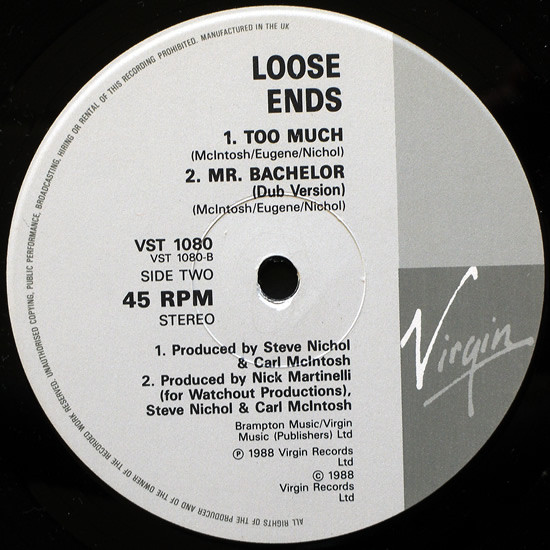 ALL RIGHTS OF THE PRODUCER AND OF THE OWNER OF THE RECORDED WORK RESERVED. UNAUTHORISED COPYING, PUBLIC PERFORMANCE, BROADCASTING, HIRING OR RENTAL OF THIS RECORDING PROHIBITED. MANUFACTURED IN THE UK
LOOSE
ENDS
1. TOO MUCH
(McIntosh/Eugene/Nichol)
2. MR. BACHELOR
(Dub Version)
(McIntosh/Eugene/Nichol)
VST 1080
VST 1080-B
SIDE TWO
45 RPM
STEREO
Virgin
1. Produced by Steve Nichol
& Carl McIntosh
2. Produced by Nick Martinelli
(for Watchout Productions),
Steve Nichol & Carl McIntosh
Brampton Music/Virgin
Music (Publishers) Ltd
℗ 1988 Virgin Records
Ltd
© 1988
Virgin Records
Ltd